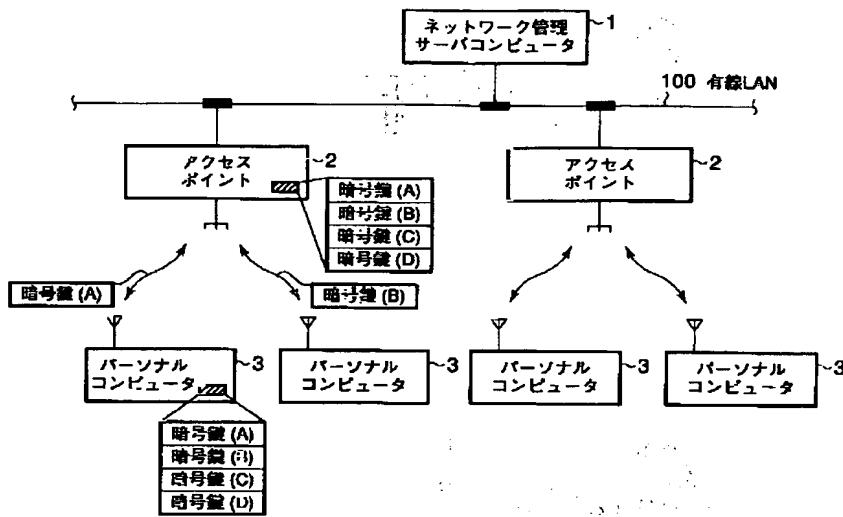 ネットワーク管理
サーバコンピュータ
1
100 有線LAN
アクセス
ポイント
2
暗号鍵(A)
暗号鍵(B)
暗号鍵(C)
暗号鍵(D)
アクセス
ポイント
2
暗号鍵(A)
暗号鍵(B)
パーソナル
コンピュータ
3
パーソナル
コンピュータ
3
パーソナル
コンピュータ
3
パーソナル
コンピュータ
3
暗号鍵(A)
暗号鍵(B)
暗号鍵(C)
暗号鍵(D)